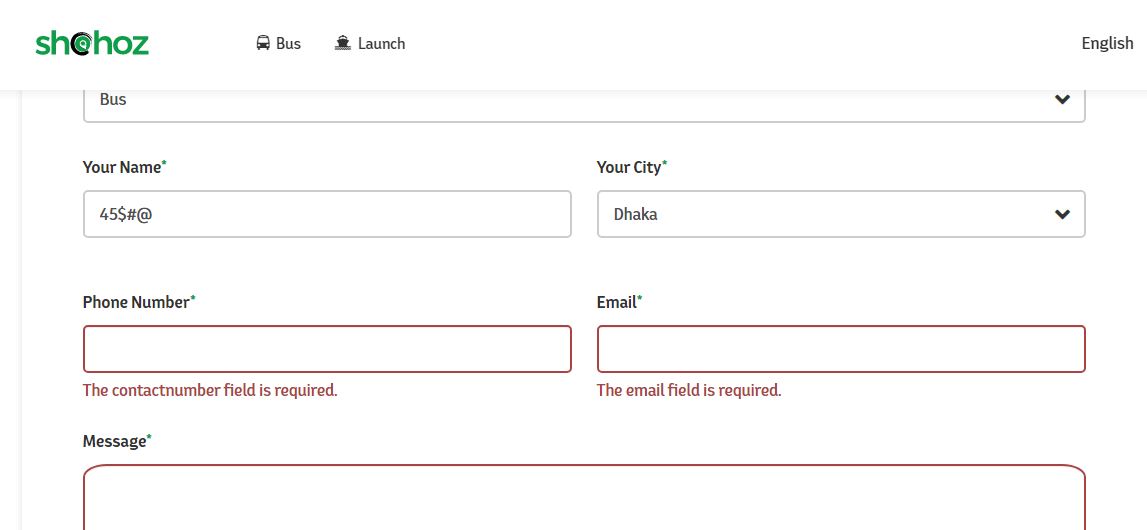 shohoz
Bus
Launch
English
Bus
Your Name*
Your City*
45$#@
Dhaka
Phone Number*
Email*
The contactnumber field is required.
The email field is required.
Message*